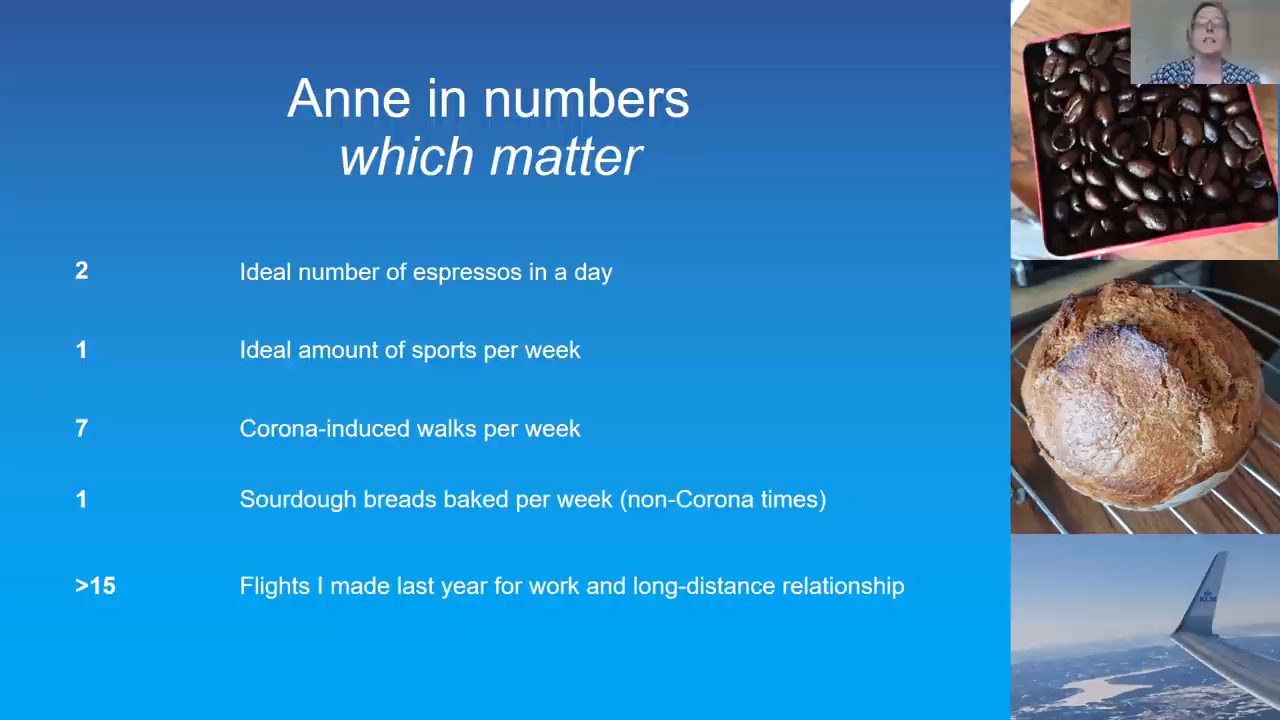 Anne in numbers
which matter
2 Ideal number of espressos in a day
1 Ideal amount of sports per week
7 Corona-induced walks per week
1 Sourdough breads baked per week (non-Corona times)
>15 Flights I made last year for work and long-distance relationship
KLM